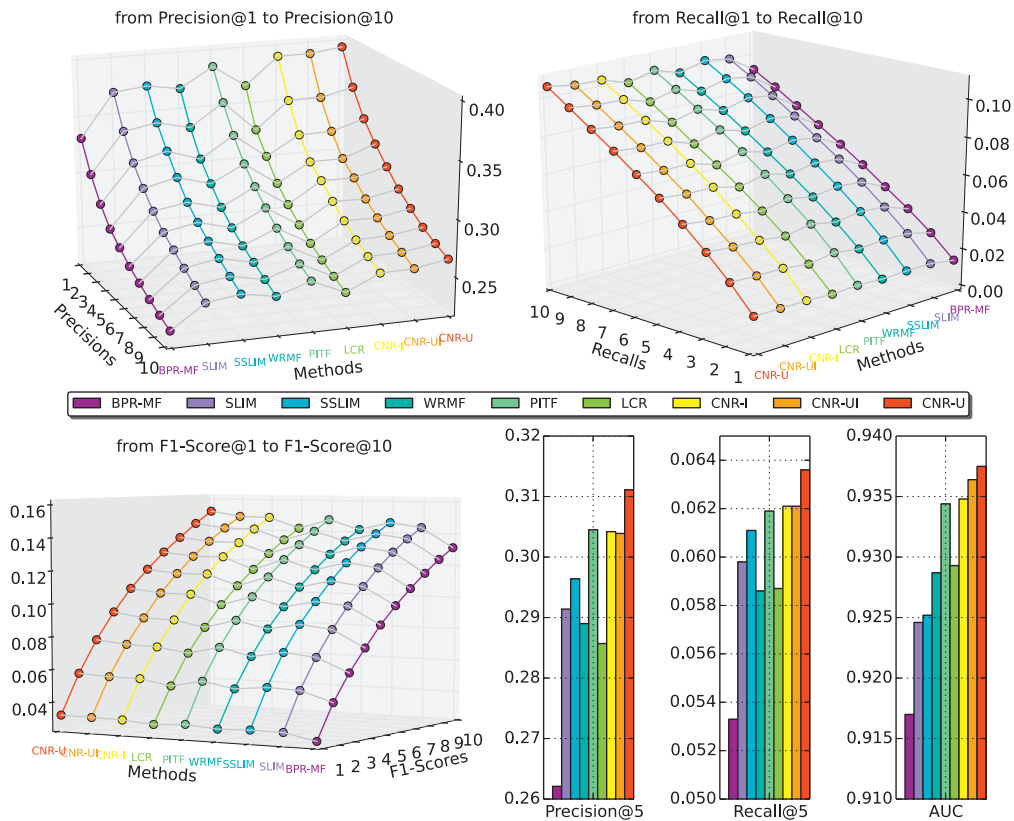 from Precision@1 to Precision@10
from Recall@1 to Recall@10
0.40
0.35
0.30
0.25
1 2 3 4 5 6 7 8 9 10
Precisions
BPR-MF SLIM SSLIM WRMF PITF LCR CNR-I CNR-UI CNR-U
Methods
0.10
0.08
0.06
0.04
0.02
0.00
10 9 8 7 6 5 4 3 2 1
Recalls
CNR-U CNR-UI CNR-I LCR PITF WRMF SSLIM SLIM BPR-MF
Methods
BPR-MF SLIM SSLIM WRMF PITF LCR CNR-I CNR-UI CNR-U
from F1-Score@1 to F1-Score@10
0.16
0.14
0.12
0.10
0.08
0.06
0.04
CNR-U CNR-UI CNR-I LCR PITF WRMF SSLIM SLIM BPR-MF
Methods
1 2 3 4 5 6 7 8 9 10
F1-Scores
0.32
0.31
0.30
0.29
0.28
0.27
0.26
Precision@5
0.064
0.062
0.060
0.058
0.056
0.054
0.052
0.050
Recall@5
0.940
0.935
0.930
0.925
0.920
0.915
0.910
AUC